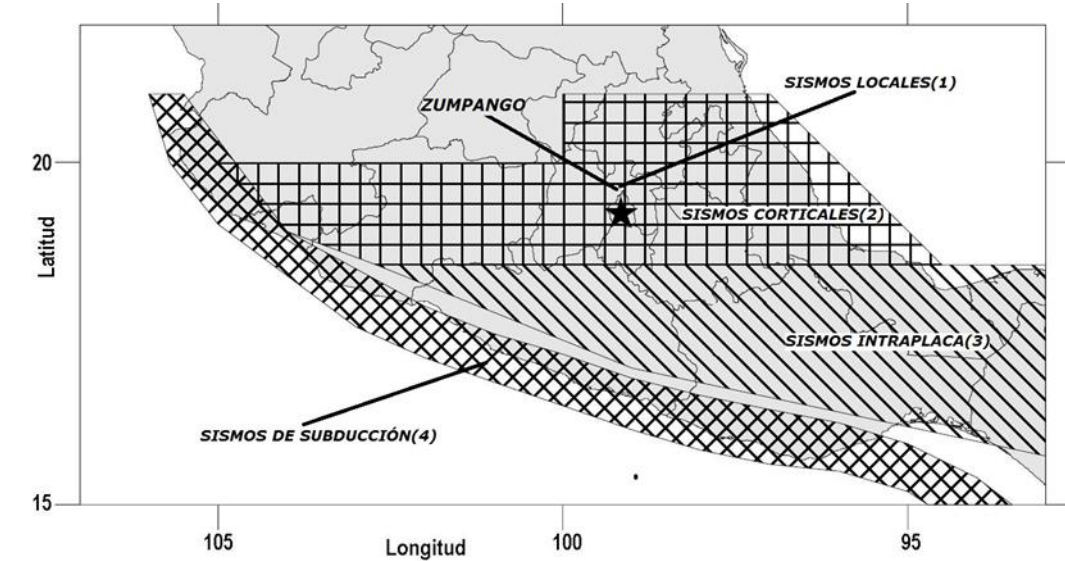 SISMOS LOCALES(1)
ZUMPANGO
20
SISMOS CORTICALES(2)
Latitud
SISMOS INTRAPLACA(3)
SISMOS DE SUBDUCCIÓN(4)
15
105
100
95
Longitud